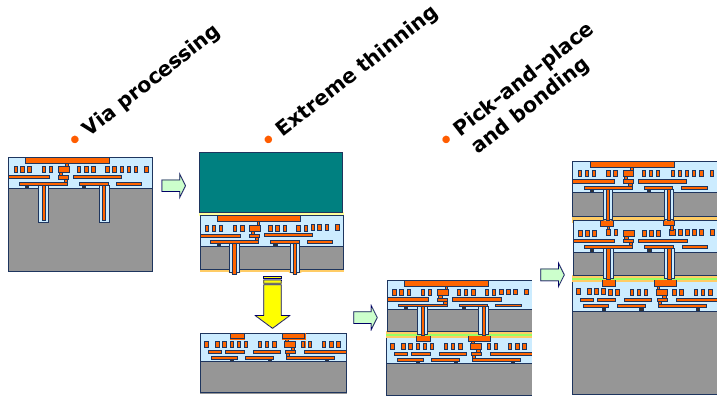 Via processing
Extreme thinning
Pick-and-place
and bonding